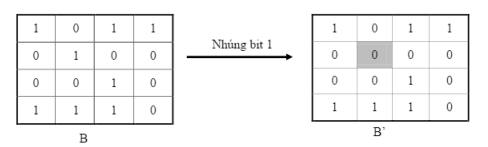 1 0 1 1
0 1 0 0
0 0 1 0
1 1 1 0
B
Nhúng bit 1
1 0 1 1
0 0 0 0
0 0 1 0
1 1 1 0
B'